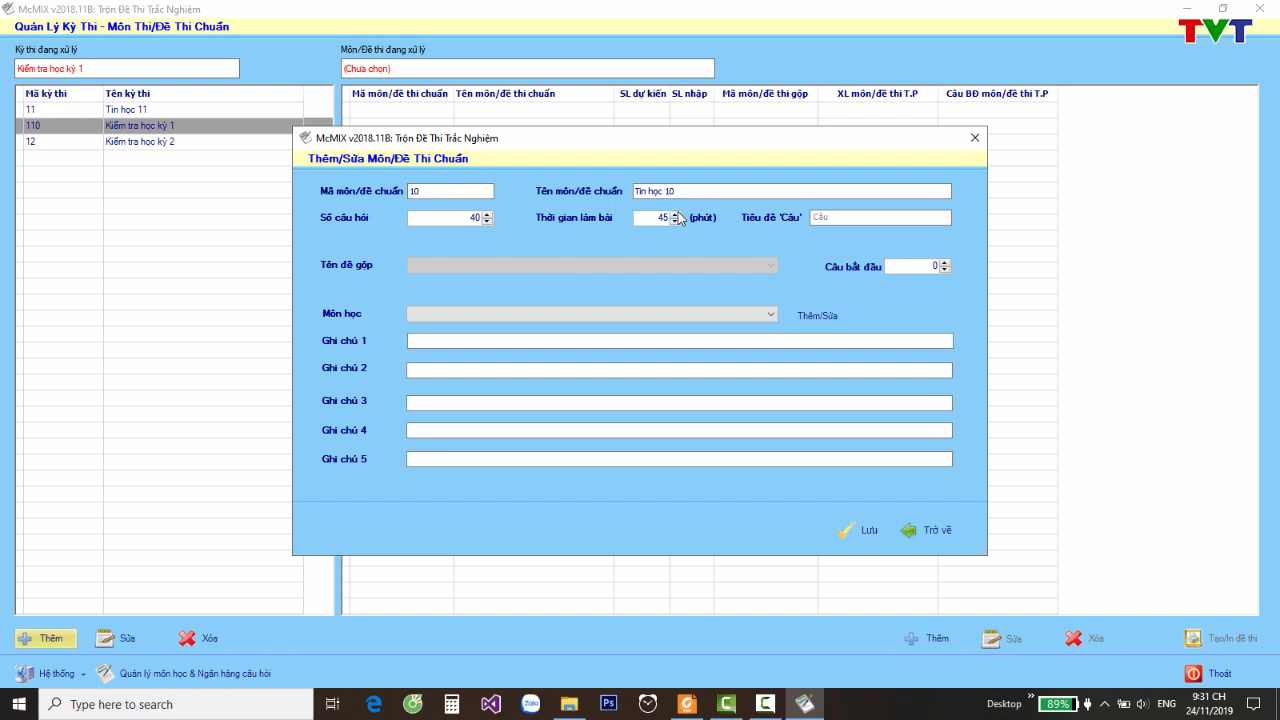 McMIX v2018.11B: Trộn Đề Thi Trắc Nghiệm
Quản Lý Kỳ Thi - Môn Thi/Đề Thi Chuẩn
TVT
Kỳ thi đang xử lý
Môn/Đề thi đang xử lý
Kiểm tra học kỳ 1
(Chưa chọn)
Mã kỳ thi Tên kỳ thi
Mã môn/đề thi chuẩn Tên môn/đề thi chuẩn SL dự kiến SL nhập Mã môn/đề thi gộp XL môn/đề thi T.P Câu BĐ môn/đề thi T.P
11 Tin học 11
110 Kiểm tra học kỳ 1
12 Kiểm tra học kỳ 2
McMIX v2018.11B: Trộn Đề Thi Trắc Nghiệm
Thêm/Sửa Môn/Đề Thi Chuẩn
Mã môn/đề chuẩn 10 Tên môn/đề chuẩn Tin học 10
Số câu hỏi 40 Thời gian làm bài 45 (phút) Tiêu đề 'Câu' Câu
Tên đề gộp Câu bắt đầu 0
Môn học Thêm/Sửa
Ghi chú 1
Ghi chú 2
Ghi chú 3
Ghi chú 4
Ghi chú 5
Lưu Trở về
Thêm Sửa Xóa Thêm Sửa Xóa Tạo/In đề thi
Hệ thống Quản lý môn học & Ngân hàng câu hỏi Thoát
Type here to search
Zalo
Ps
Desktop
89%
ENG
9:31 CH
24/11/2019